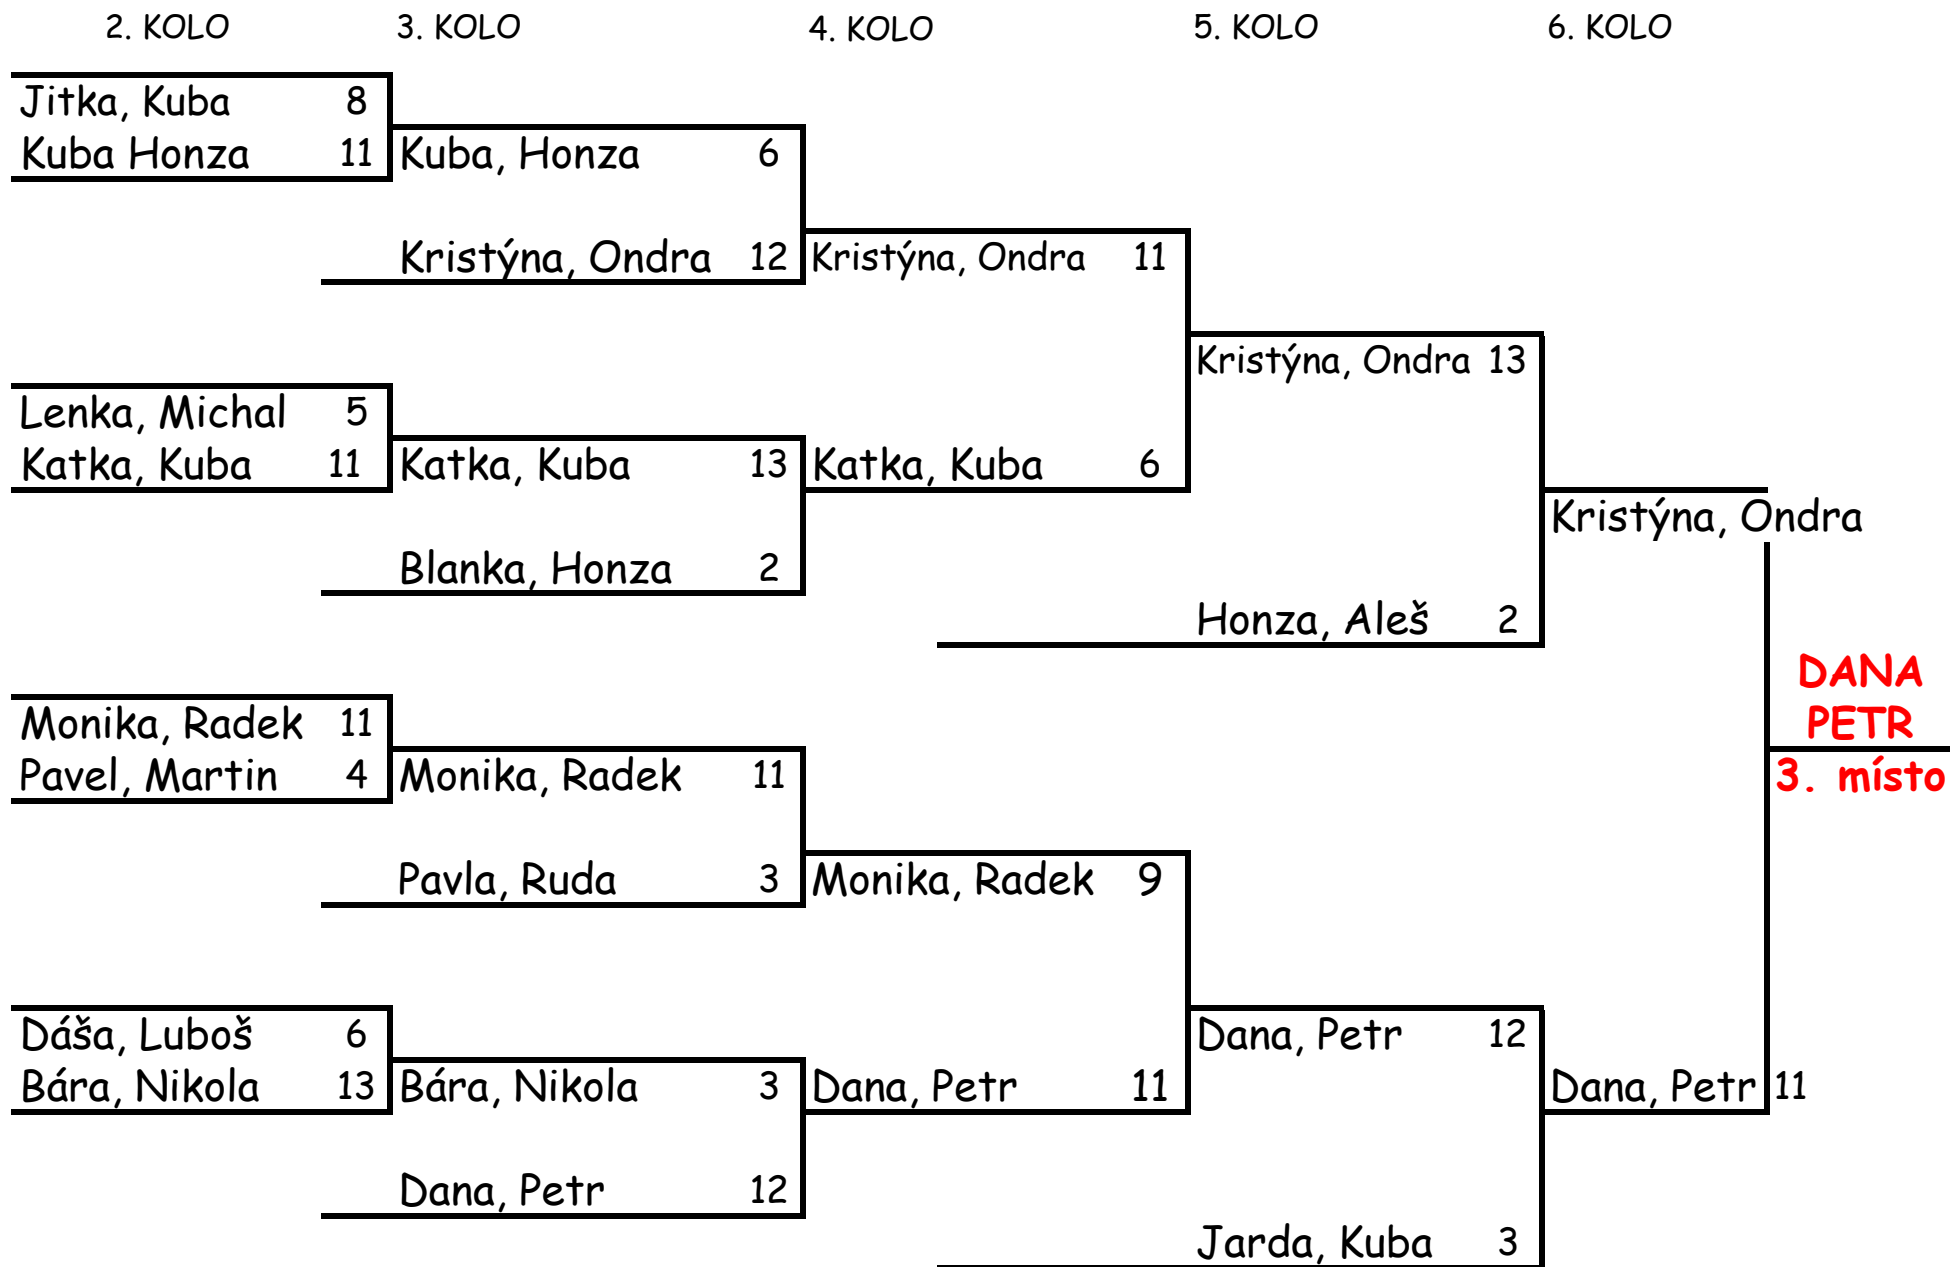 2. KOLO 3. KOLO 4. KOLO 5. KOLO 6. KOLO
Jitka, Kuba 8
Kuba Honza 11 Kuba, Honza 6
Kristýna, Ondra 12 Kristýna, Ondra 11
Kristýna, Ondra 13
Lenka, Michal 5
Katka, Kuba 11 Katka, Kuba 13 Katka, Kuba 6
Kristýna, Ondra
Blanka, Honza 2
Honza, Aleš 2
DANA
Monika, Radek 11 PETR
Pavel, Martin 4 Monika, Radek 11 3. místo
Pavla, Ruda 3 Monika, Radek 9
Dáša, Luboš 6 Dana, Petr 12
Bára, Nikola 13 Bára, Nikola 3 Dana, Petr 11 Dana, Petr 11
Dana, Petr 12
Jarda, Kuba 3